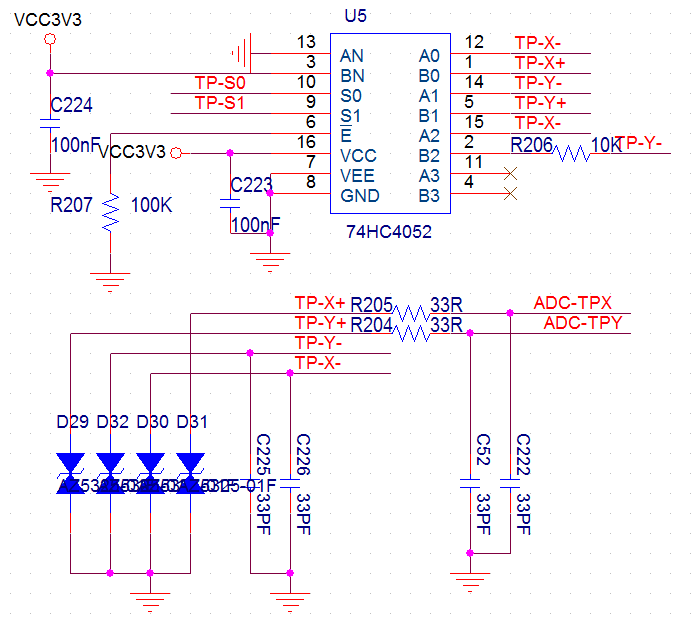 VCC3V3
U5
13 AN A0 12 TP-X-
3 BN B0 1 TP-X+
TP-S0 10 S0 A1 14 TP-Y-
TP-S1 9 S1 B1 5 TP-Y+
6 E A2 15 TP-X-
VCC3V3 16 VCC B2 2 R206 10K TP-Y-
7 VEE A3 11
8 GND B3 4
C224
100nF
C223
100nF
R207 100K
74HC4052
TP-X+ R205 33R ADC-TPX
TP-Y+ R204 33R ADC-TPY
TP-Y-
TP-X-
D29 D32 D30 D31
C225
33PF
C226
33PF
C52
33PF
C222
33PF